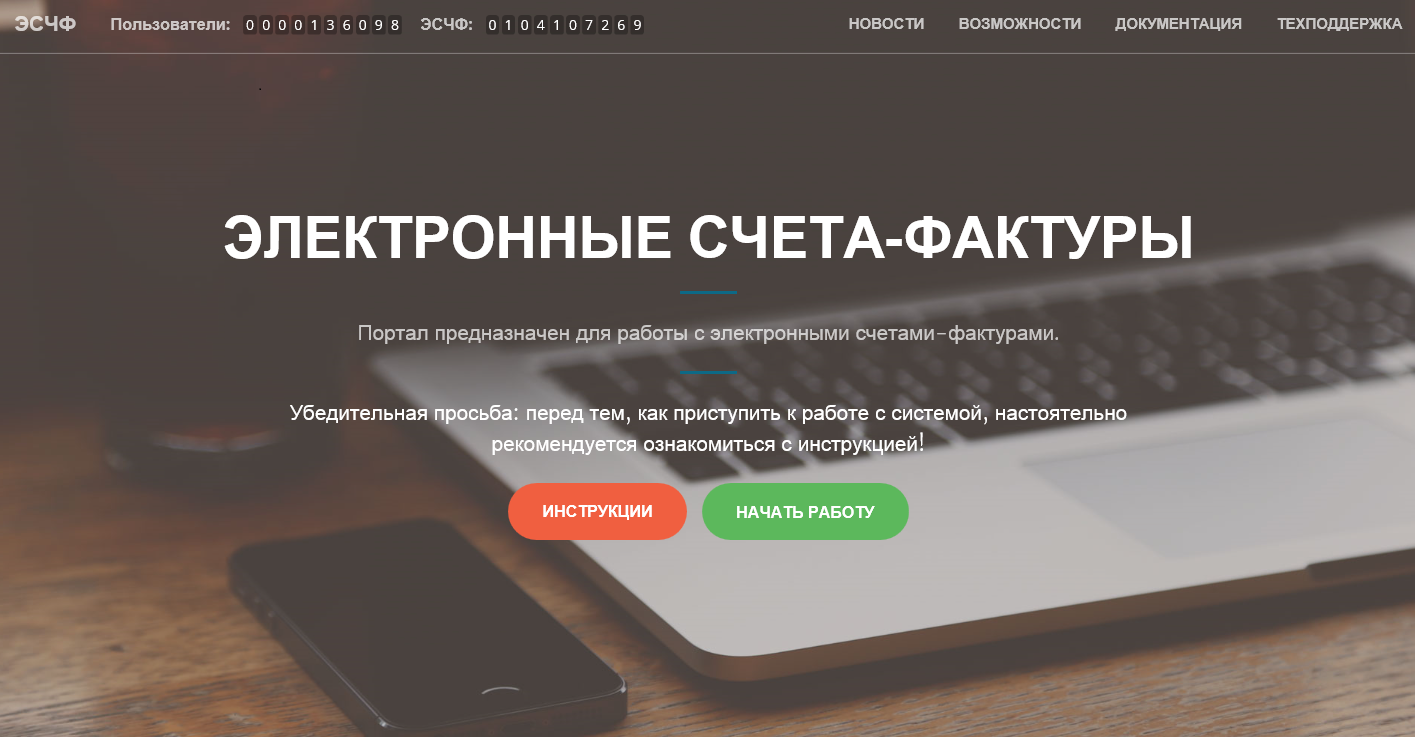 ЭСЧФ Пользователи: 0000136098 ЭСЧФ: 0104107269 НОВОСТИ ВОЗМОЖНОСТИ ДОКУМЕНТАЦИЯ ТЕХПОДДЕРЖКА
ЭЛЕКТРОННЫЕ СЧЕТА-ФАКТУРЫ
Портал предназначен для работы с электронными счетами-фактурами.
Убедительная просьба: перед тем, как приступить к работе с системой, настоятельно
рекомендуется ознакомиться с инструкцией!
ИНСТРУКЦИИ НАЧАТЬ РАБОТУ